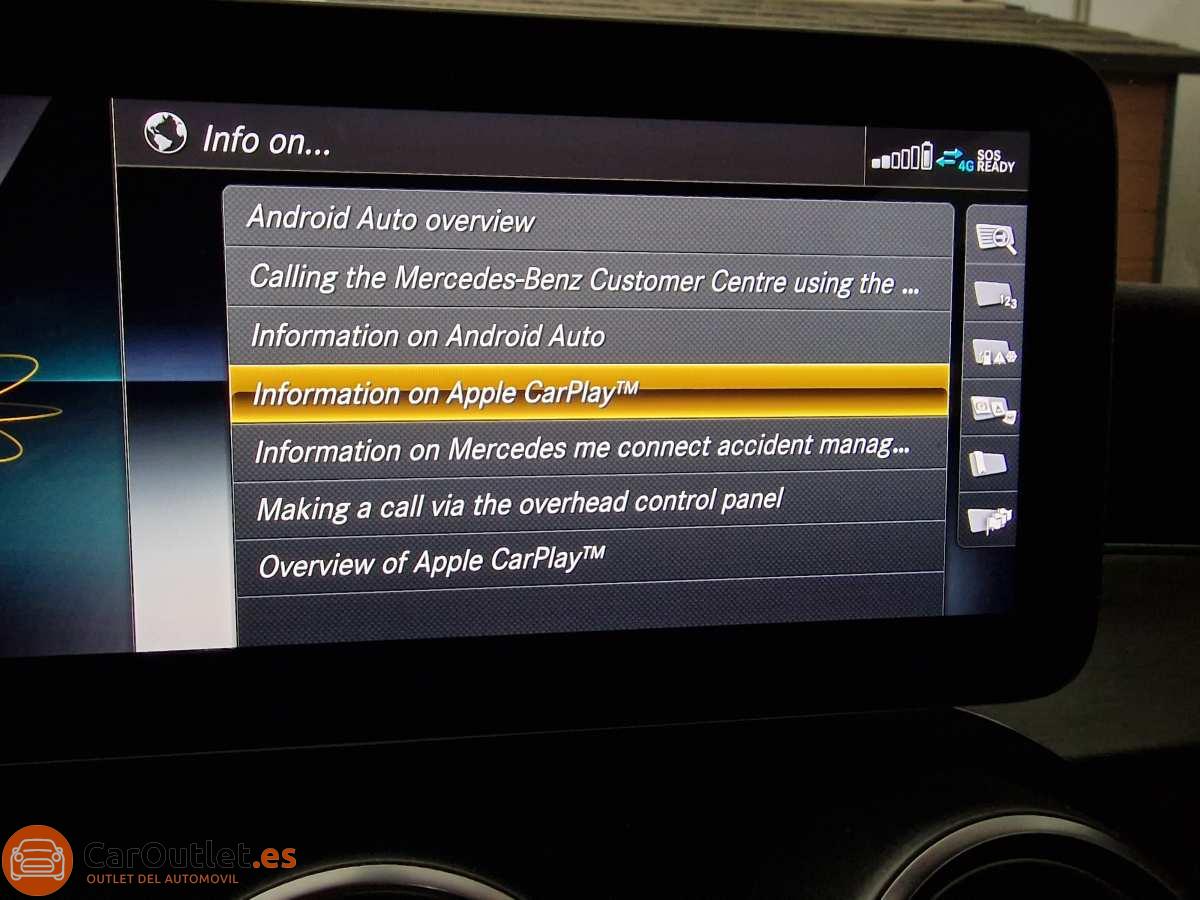 Info on...
4G
SOS
READY
Android Auto overview
Calling the Mercedes-Benz Customer Centre using the ...
Information on Android Auto
Information on Apple CarPlay™
Information on Mercedes me connect accident manag...
Making a call via the overhead control panel
Overview of Apple CarPlay™
123
CarOutlet.es
OUTLET DEL AUTOMOVIL